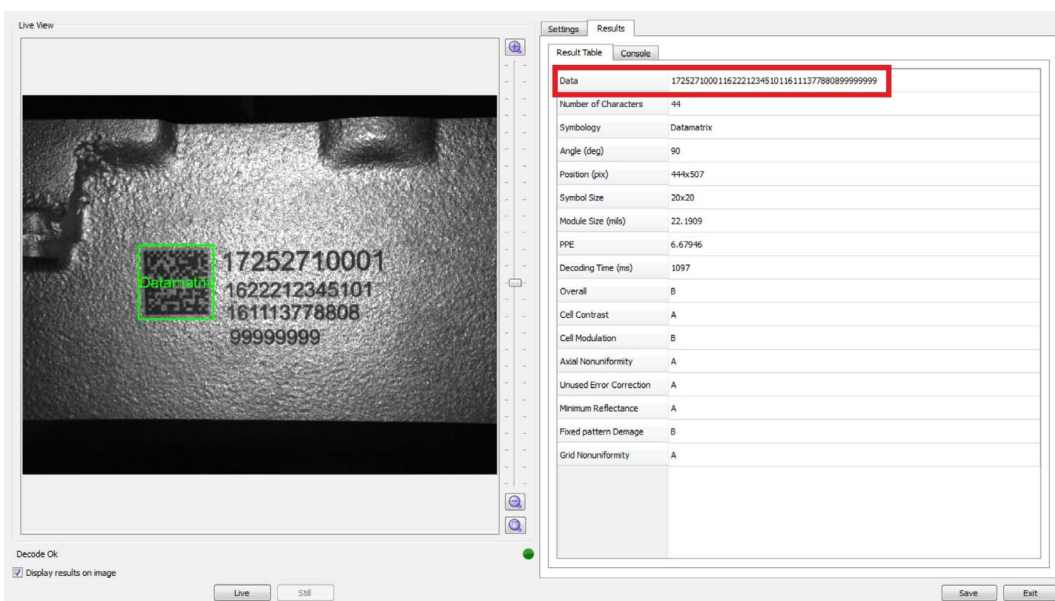 Live View
Decode Ok
Display results on image
Live
Still
Datamatrix
17252710001
1622212345101
161113778808
99999999
Settings
Results
Result Table
Console
Data 17252710001162221234510116111377880899999999
Number of Characters 44
Symbology Datamatrix
Angle (deg) 90
Position (pix) 444x507
Symbol Size 20x20
Module Size (mils) 22.1909
PPE 6.67946
Decoding Time (ms) 1097
Overall B
Cell Contrast A
Cell Modulation B
Axial Nonuniformity A
Unused Error Correction A
Minimum Reflectance A
Fixed pattern Demage B
Grid Nonuniformity A
Save
Exit